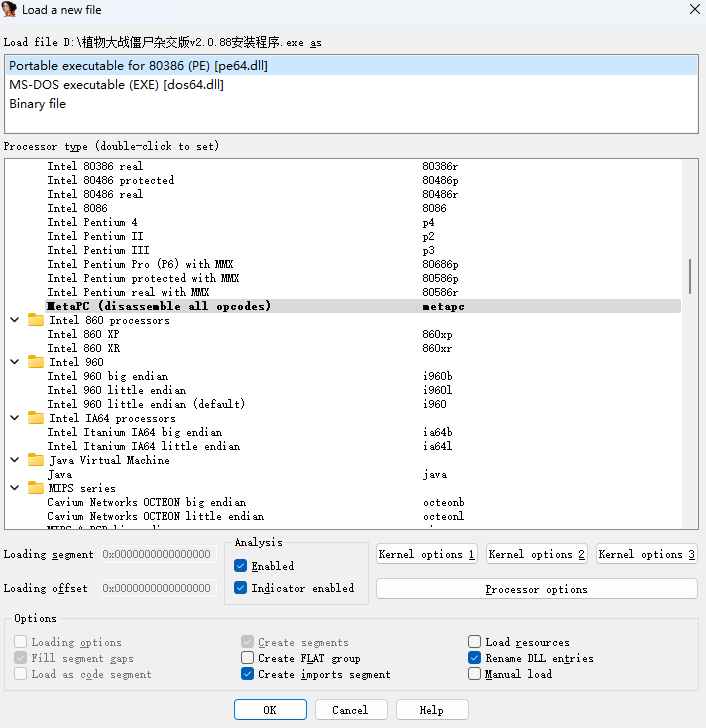 Load a new file
Load file D:\植物大战僵尸杂交版v2.0.88安装程序.exe as
Portable executable for 80386 (PE) [pe64.dll]
MS-DOS executable (EXE) [dos64.dll]
Binary file
Processor type (double-click to set)
Intel 80386 real 80386r
Intel 80486 protected 80486p
Intel 80486 real 80486r
Intel 8086 8086
Intel Pentium 4 p4
Intel Pentium II p2
Intel Pentium III p3
Intel Pentium Pro (P6) with MMX 80686p
Intel Pentium protected with MMX 80586p
Intel Pentium real with MMX 80586r
MetaPC (disassemble all opcodes) metapc
Intel 860 processors
Intel 860 XP 860xp
Intel 860 XR 860xr
Intel 960
Intel 960 big endian i960b
Intel 960 little endian i960l
Intel 960 little endian (default) i960
Intel IA64 processors
Intel Itanium IA64 big endian ia64b
Intel Itanium IA64 little endian ia64l
Java Virtual Machine
Java java
MIPS series
Cavium Networks OCTEON big endian octeonb
Cavium Networks OCTEON little endian octeonl
Loading segment 0x0000000000000000
Loading offset 0x0000000000000000
Analysis
Enabled
Indicator enabled
Kernel options 1 Kernel options 2 Kernel options 3
Processor options
Options
Loading options Create segments Load resources
Fill segment gaps Create FLAT group Rename DLL entries
Load as code segment Create imports segment Manual load
OK Cancel Help